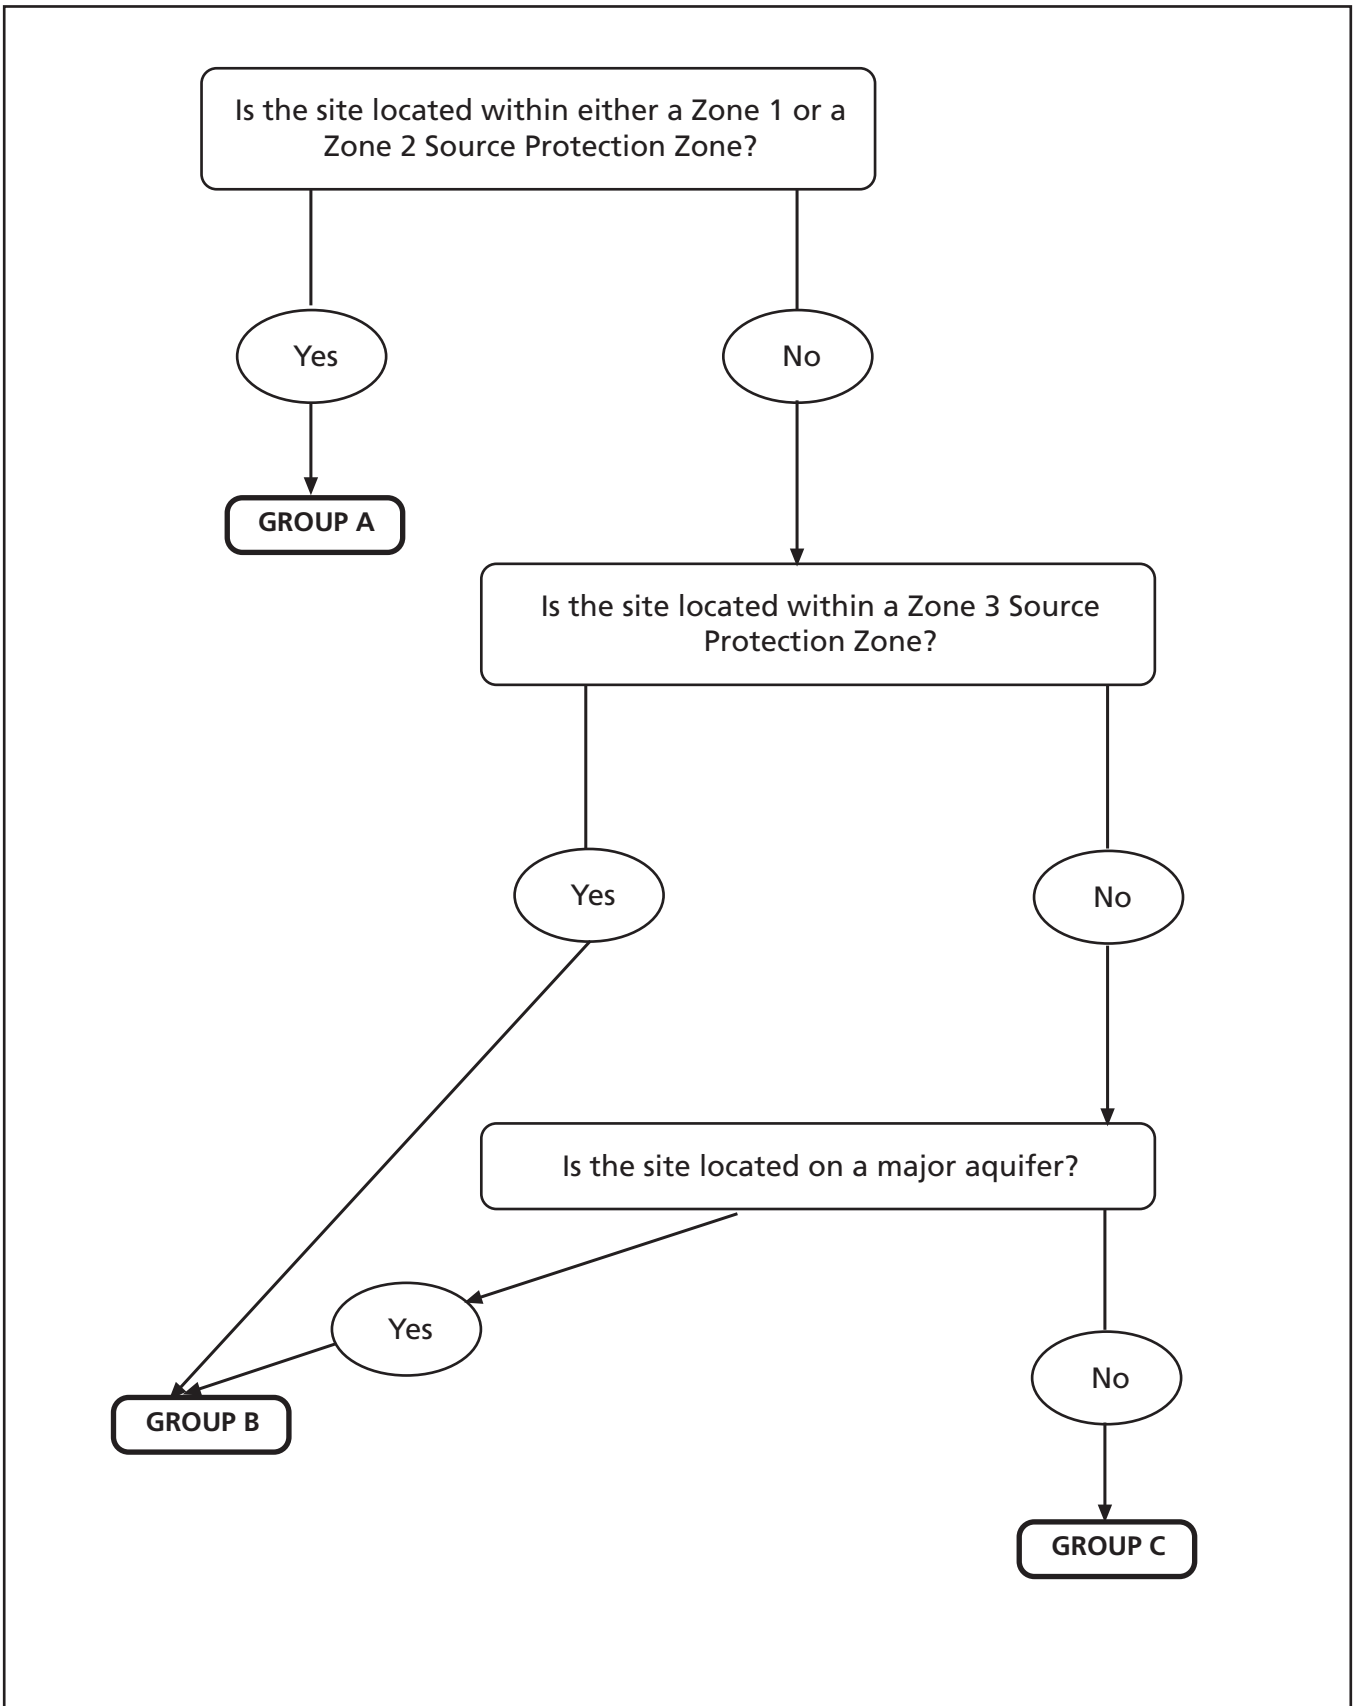 Is the site located within either a Zone 1 or a
Zone 2 Source Protection Zone?
Yes
No
GROUP A
Is the site located within a Zone 3 Source
Protection Zone?
Yes
No
Is the site located on a major aquifer?
Yes
No
GROUP B
GROUP C